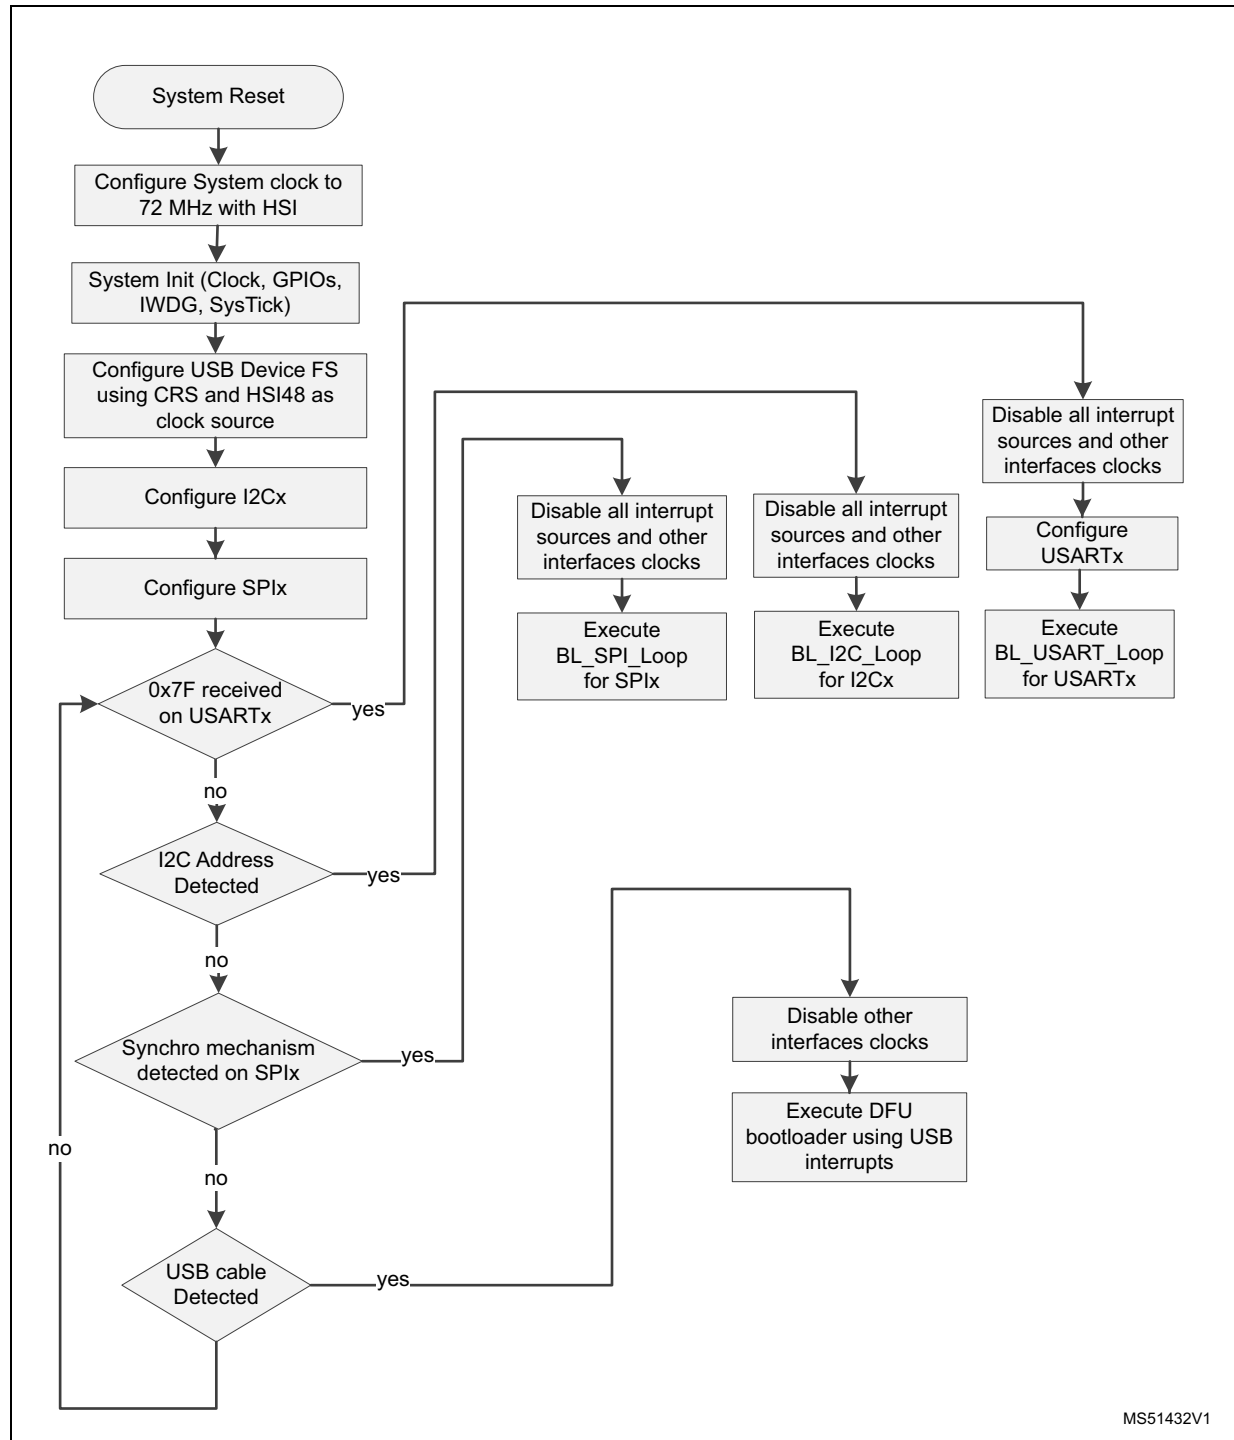 System Reset
Configure System clock to
72 MHz with HSI
System Init (Clock, GPIOs,
IWDG, SysTick)
Configure USB Device FS
using CRS and HSI48 as
clock source
Configure I2Cx
Configure SPIx
0x7F received
on USARTx
yes
no
I2C Address
Detected
yes
no
Synchro mechanism
detected on SPIx
yes
no
USB cable
Detected
yes
no
Disable all interrupt
sources and other
interfaces clocks
Execute
BL_SPI_Loop
for SPIx
Disable all interrupt
sources and other
interfaces clocks
Execute
BL_I2C_Loop
for I2Cx
Disable all interrupt
sources and other
interfaces clocks
Configure
USARTx
Execute
BL_USART_Loop
for USARTx
Disable other
interfaces clocks
Execute DFU
bootloader using USB
interrupts
MS51432V1